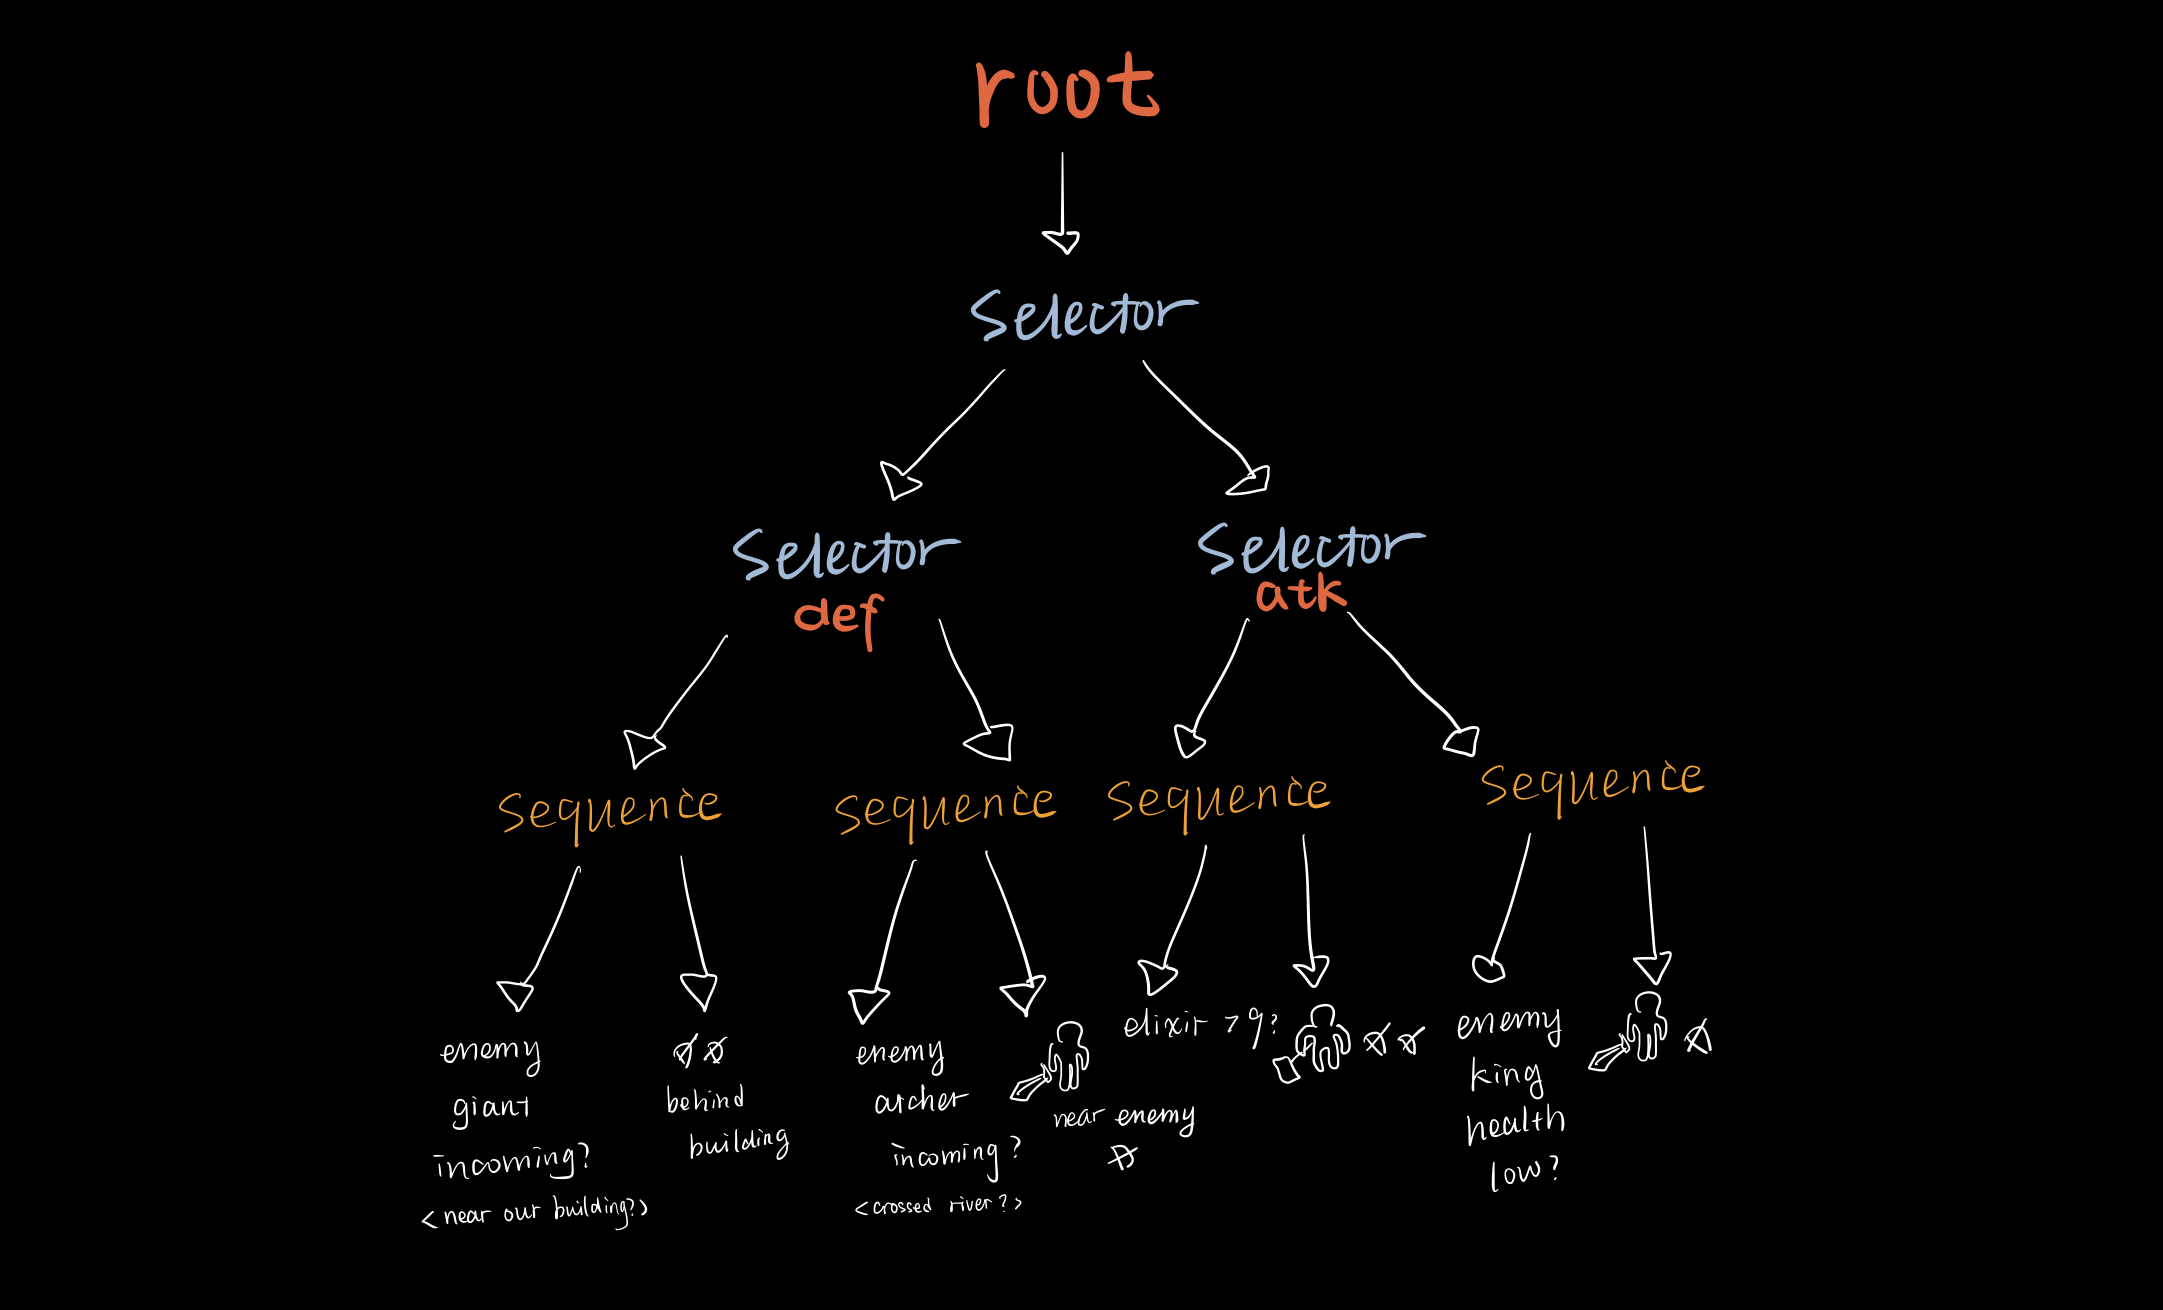 root
Selector
Selector
def
Selector
atk
Sequence
Sequence
Sequence
Sequence
enemy
giant
incoming?
<near our building?>
behind
building
enemy
archer
incoming?
<crossed river?>
near enemy
elixir > 9?
enemy
king
health
low?